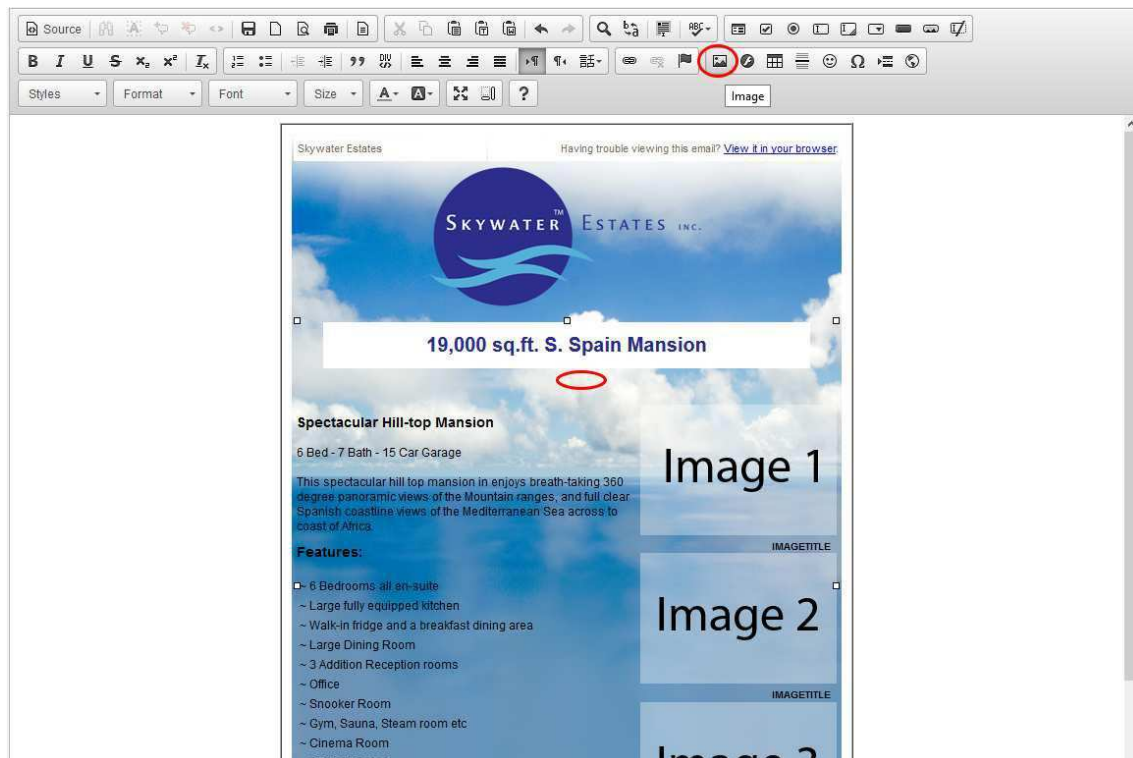 Source
Styles Format Font Size A A ?
Image
Skywater Estates Having trouble viewing this email? View it in your browser.
SKYWATER™ ESTATES INC.
19,000 sq.ft. S. Spain Mansion
Spectacular Hill-top Mansion
6 Bed - 7 Bath - 15 Car Garage
This spectacular hill top mansion in enjoys breath-taking 360
degree panoramic views of the Mountain ranges, and full clear
Spanish coastline views of the Mediterranean Sea across to
coast of Africa.
Features:
~ 6 Bedrooms all en-suite
~ Large fully equipped kitchen
~ Walk-in fridge and a breakfast dining area
~ Large Dining Room
~ 3 Addition Reception rooms
~ Office
~ Snooker Room
~ Gym, Sauna, Steam room etc
~ Cinema Room
Image 1
IMAGETITLE
Image 2
IMAGETITLE